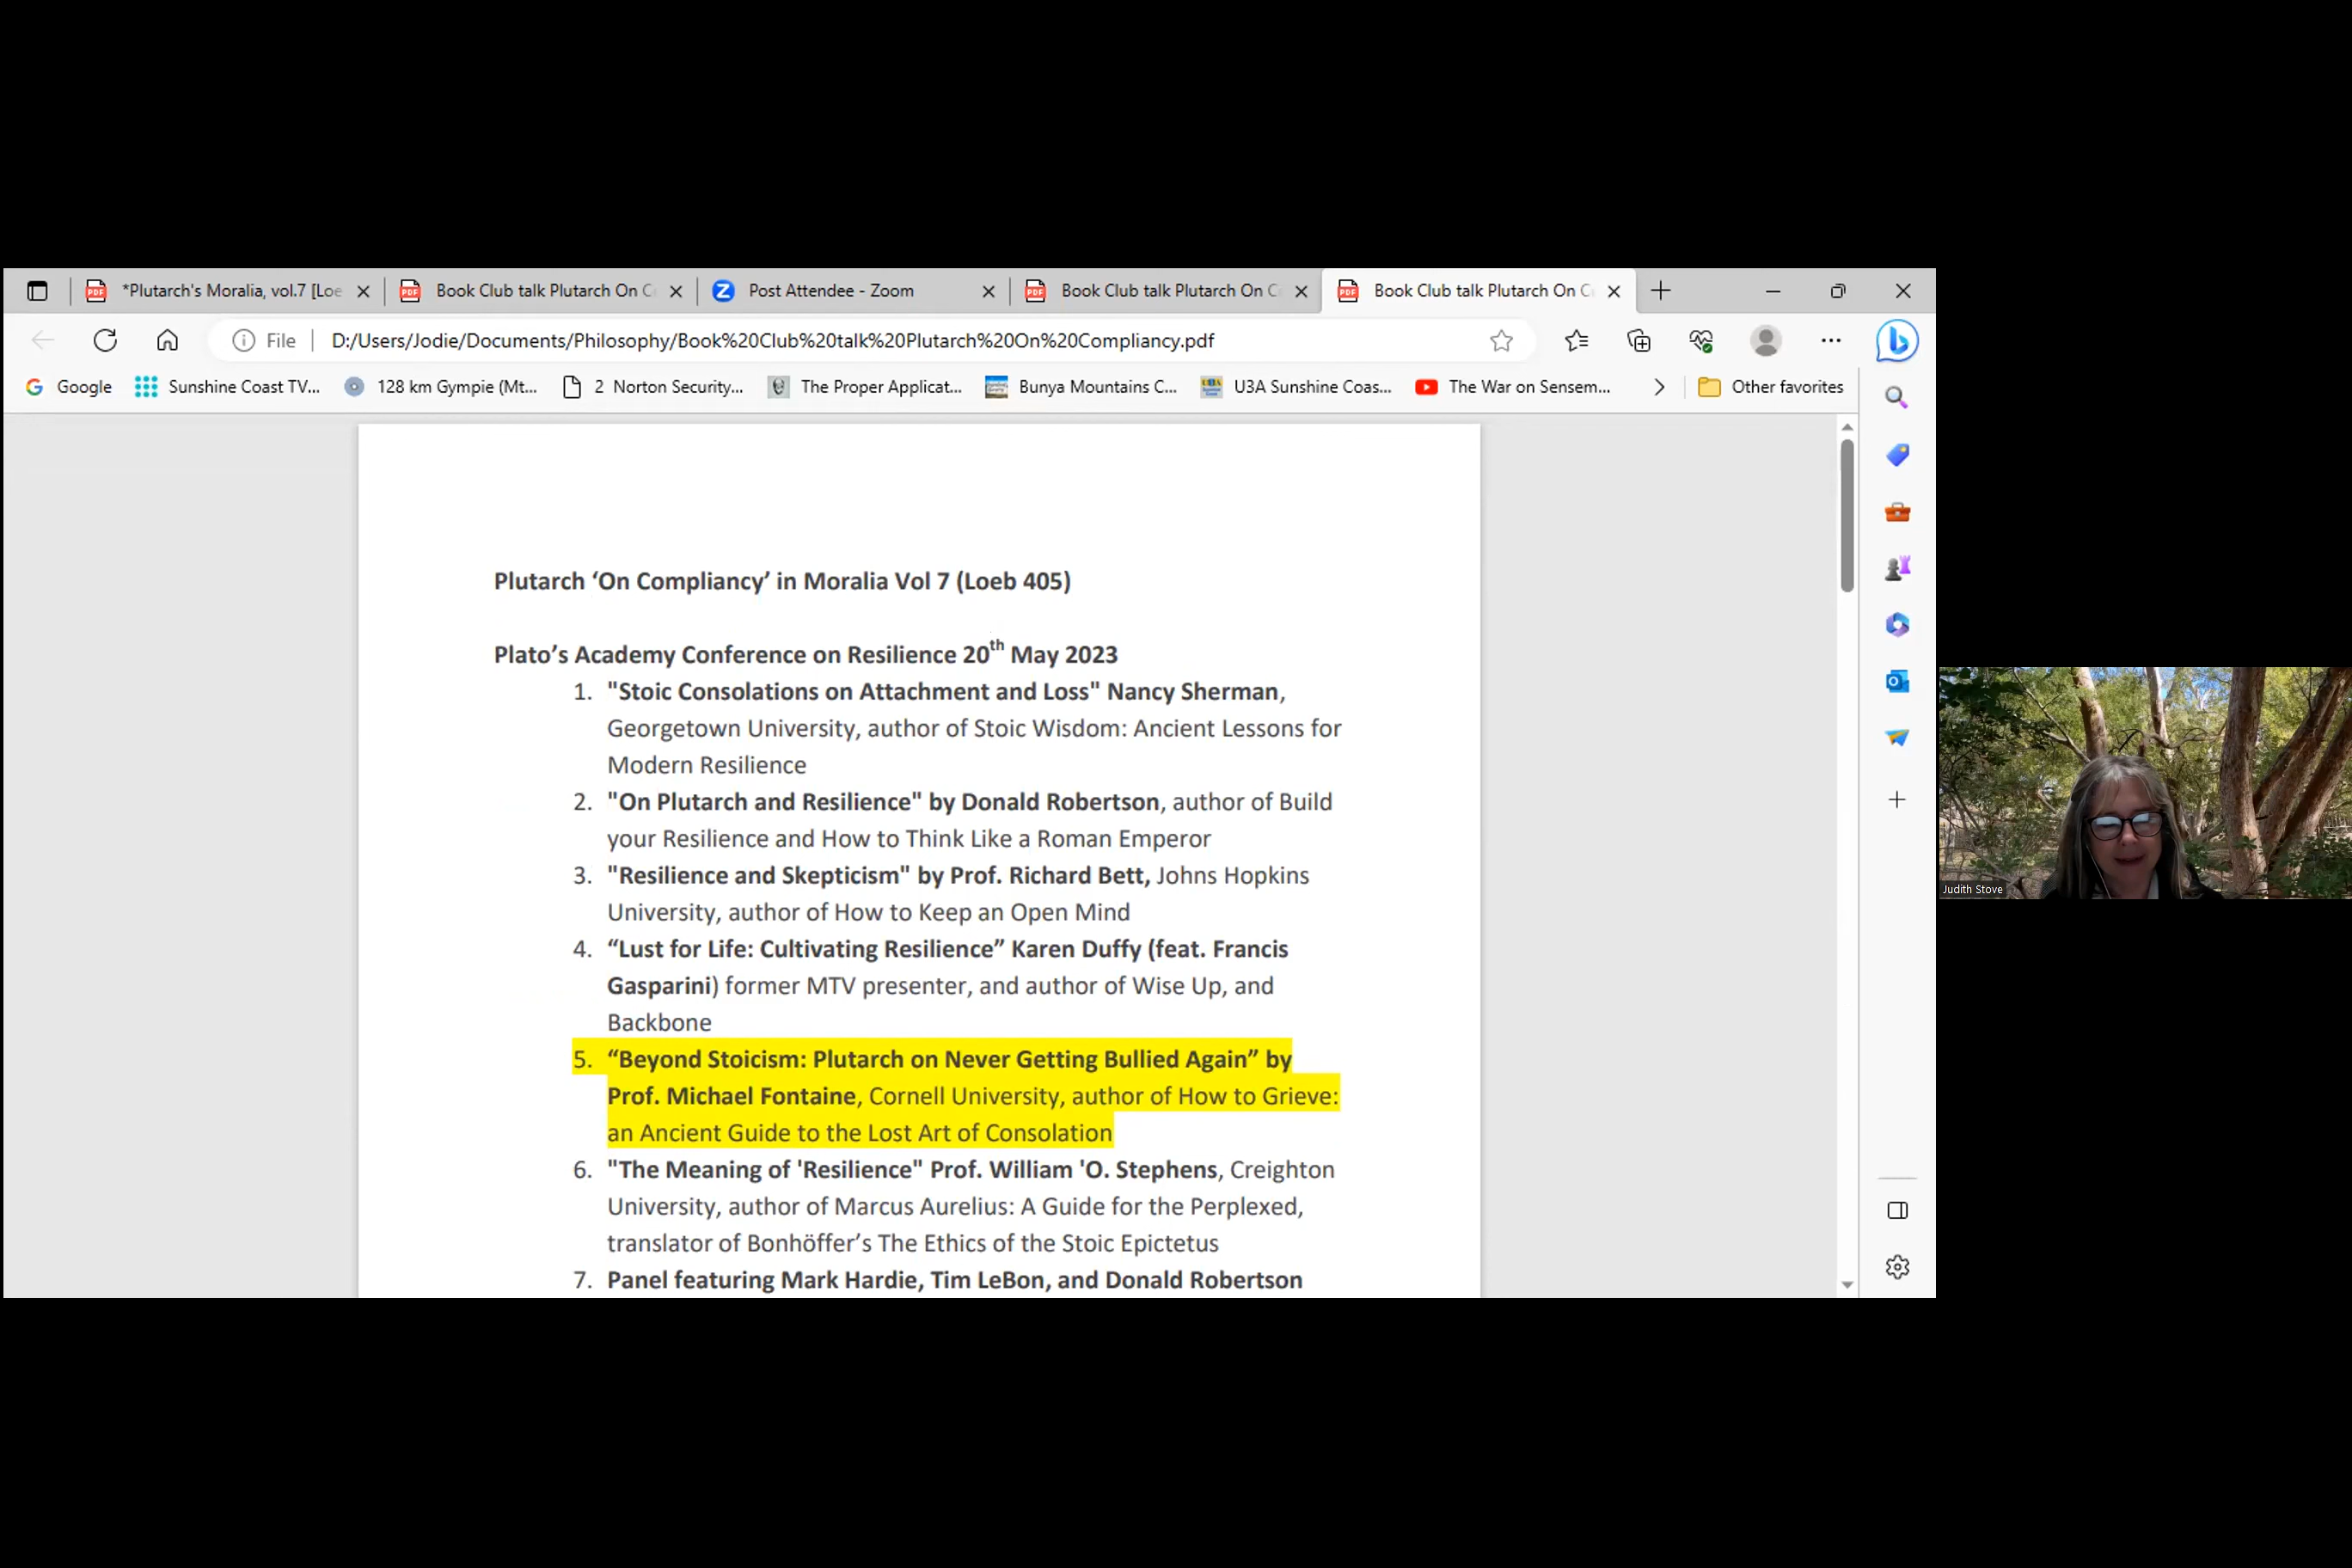 *Plutarch's Moralia, vol.7 [Loe
Book Club talk Plutarch On Co
Post Attendee - Zoom
Book Club talk Plutarch On C
Book Club talk Plutarch On C
File
D:/Users/Jodie/Documents/Philosophy/Book%20Club%20talk%20Plutarch%20On%20Compliancy.pdf
Google
Sunshine Coast TV...
128 km Gympie (Mt...
2 Norton Security...
The Proper Applicat...
Bunya Mountains C...
U3A Sunshine Coas...
The War on Sensem...
Other favorites
Plutarch ‘On Compliancy’ in Moralia Vol 7 (Loeb 405)
Plato’s Academy Conference on Resilience 20th May 2023
1. "Stoic Consolations on Attachment and Loss" Nancy Sherman,
Georgetown University, author of Stoic Wisdom: Ancient Lessons for
Modern Resilience
2. "On Plutarch and Resilience" by Donald Robertson, author of Build
your Resilience and How to Think Like a Roman Emperor
3. "Resilience and Skepticism" by Prof. Richard Bett, Johns Hopkins
University, author of How to Keep an Open Mind
4. “Lust for Life: Cultivating Resilience” Karen Duffy (feat. Francis
Gasparini) former MTV presenter, and author of Wise Up, and
Backbone
5. “Beyond Stoicism: Plutarch on Never Getting Bullied Again” by
Prof. Michael Fontaine, Cornell University, author of How to Grieve:
an Ancient Guide to the Lost Art of Consolation
6. "The Meaning of 'Resilience" Prof. William 'O. Stephens, Creighton
University, author of Marcus Aurelius: A Guide for the Perplexed,
translator of Bonhöffer’s The Ethics of the Stoic Epictetus
7. Panel featuring Mark Hardie, Tim LeBon, and Donald Robertson
Judith Stove